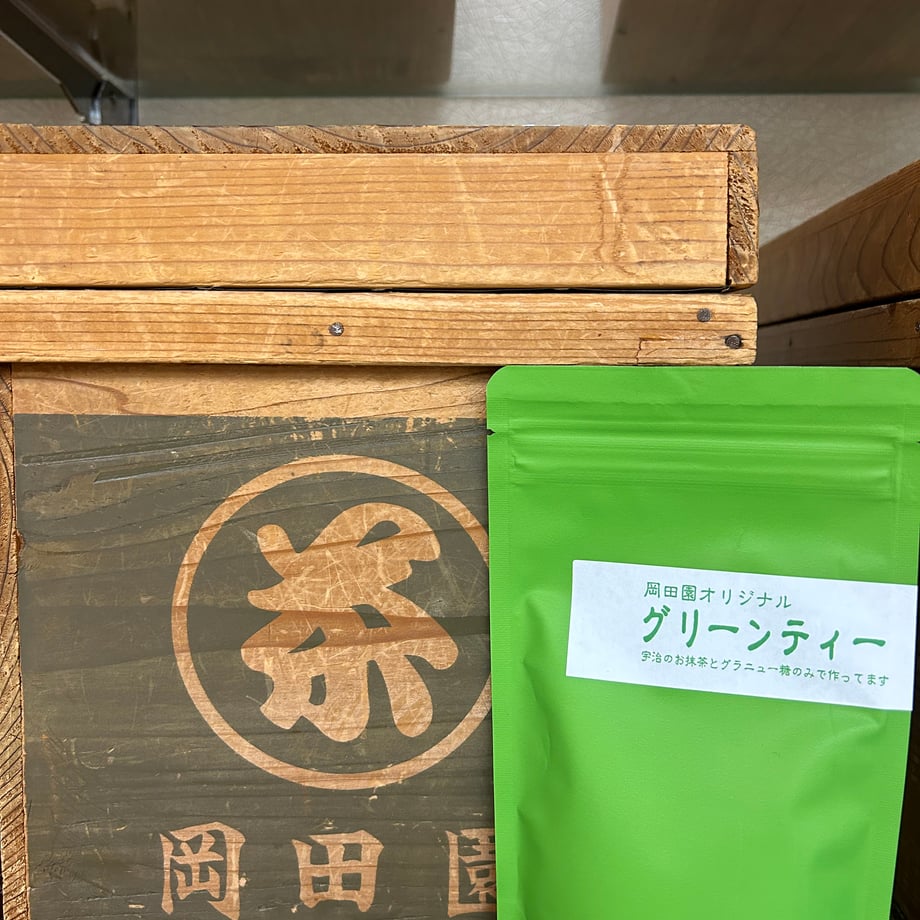 岡田園
岡田園オリジナル
グリーンティー
宇治のお抹茶とグラニュー糖のみで作ってます